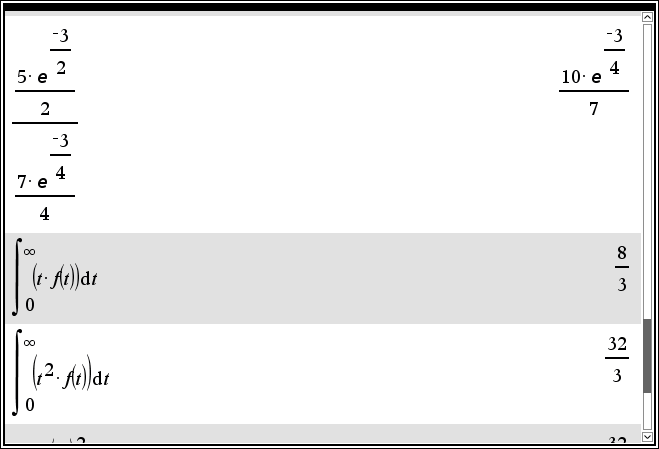 -3
5· e 2
2
7· e -3
4
4
10· e -3
4
7
∫0∞ (t· f(t))dt 8/3
∫0∞ (t2· f(t))dt 32/3